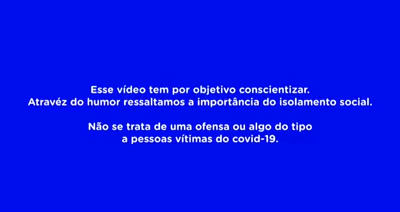 Esse vídeo tem por objetivo conscientizar.
Atravéz do humor ressaltamos a importância do isolamento social.
Não se trata de uma ofensa ou algo do tipo
a pessoas vítimas do covid-19.